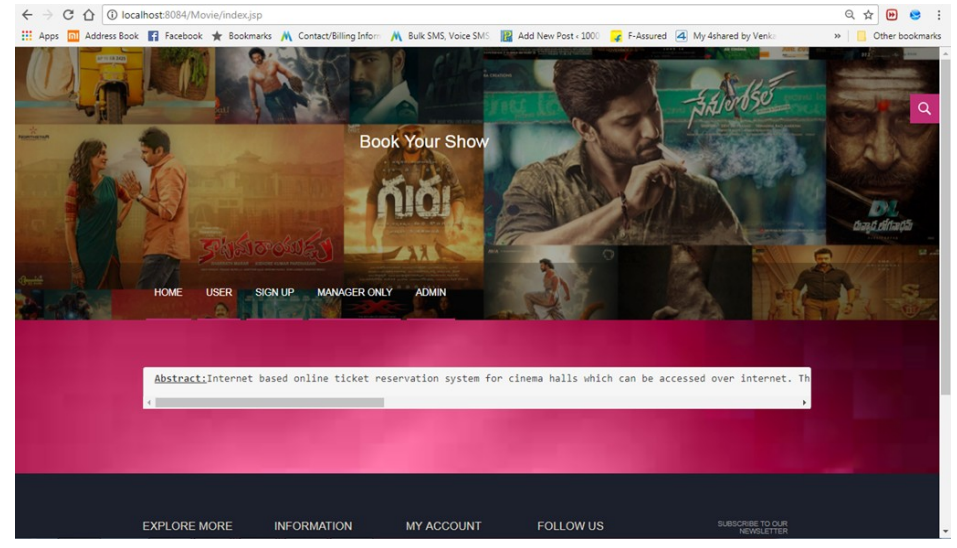 localhost:8084/Movie/index.jsp
Apps Address Book Facebook Bookmarks Contact/Billing Inform Bulk SMS, Voice SMS Add New Post ‹ 1000 F-Assured My 4shared by Venka » Other bookmarks
నేను లోకల్
Book Your Show
గురు
కాటమరాయుడు
HOME USER SIGN UP MANAGER ONLY ADMIN
Abstract:Internet based online ticket reservation system for cinema halls which can be accessed over internet. Th
EXPLORE MORE INFORMATION MY ACCOUNT FOLLOW US
SUBSCRIBE TO OUR
NEWSLETTER